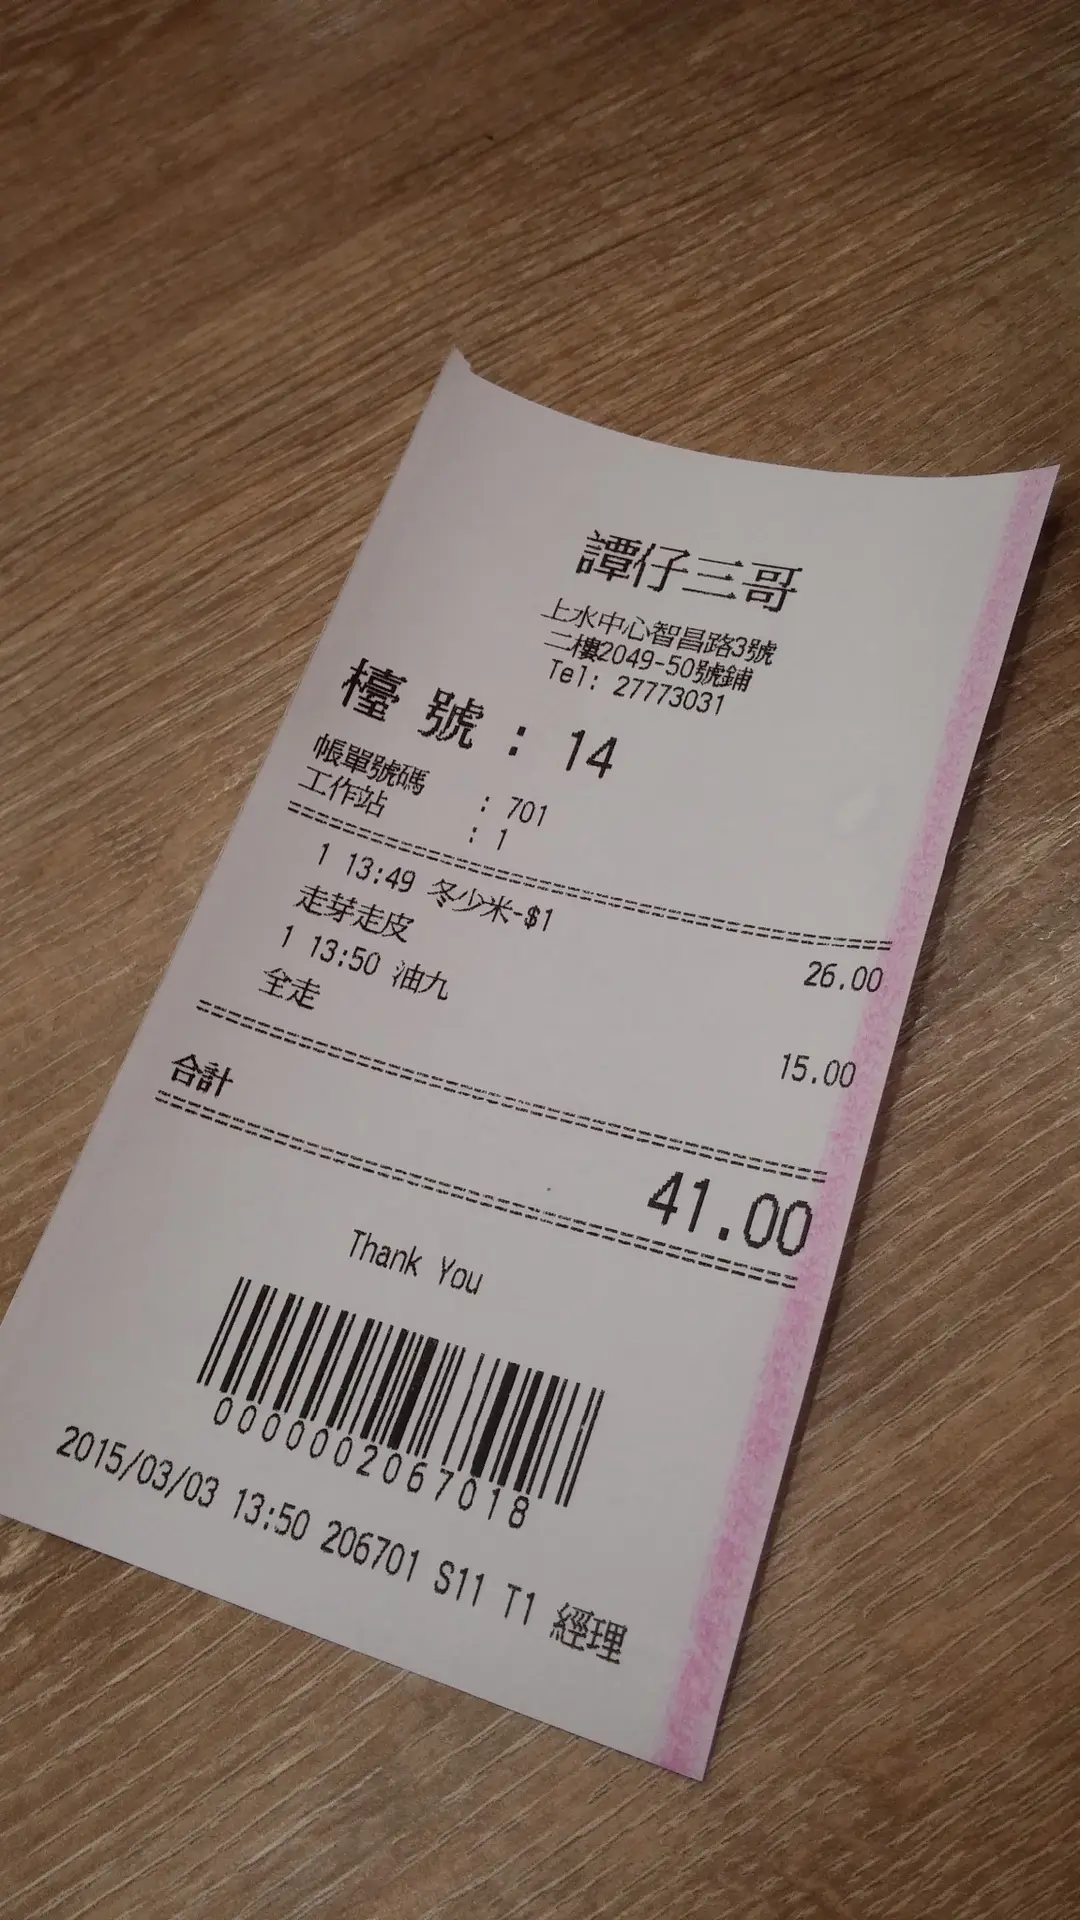 譚仔三哥
上水中心智昌路3號
二樓2049-50號鋪
Tel: 27773031
檯 號 : 14
帳單號碼 : 701
工作站 : 1
1 13:49 冬少米-$1 26.00
走芽走皮
1 13:50 油九 15.00
全走
合計 41.00
Thank You
0000002067018
2015/03/03 13:50 206701 S11 T1 經理